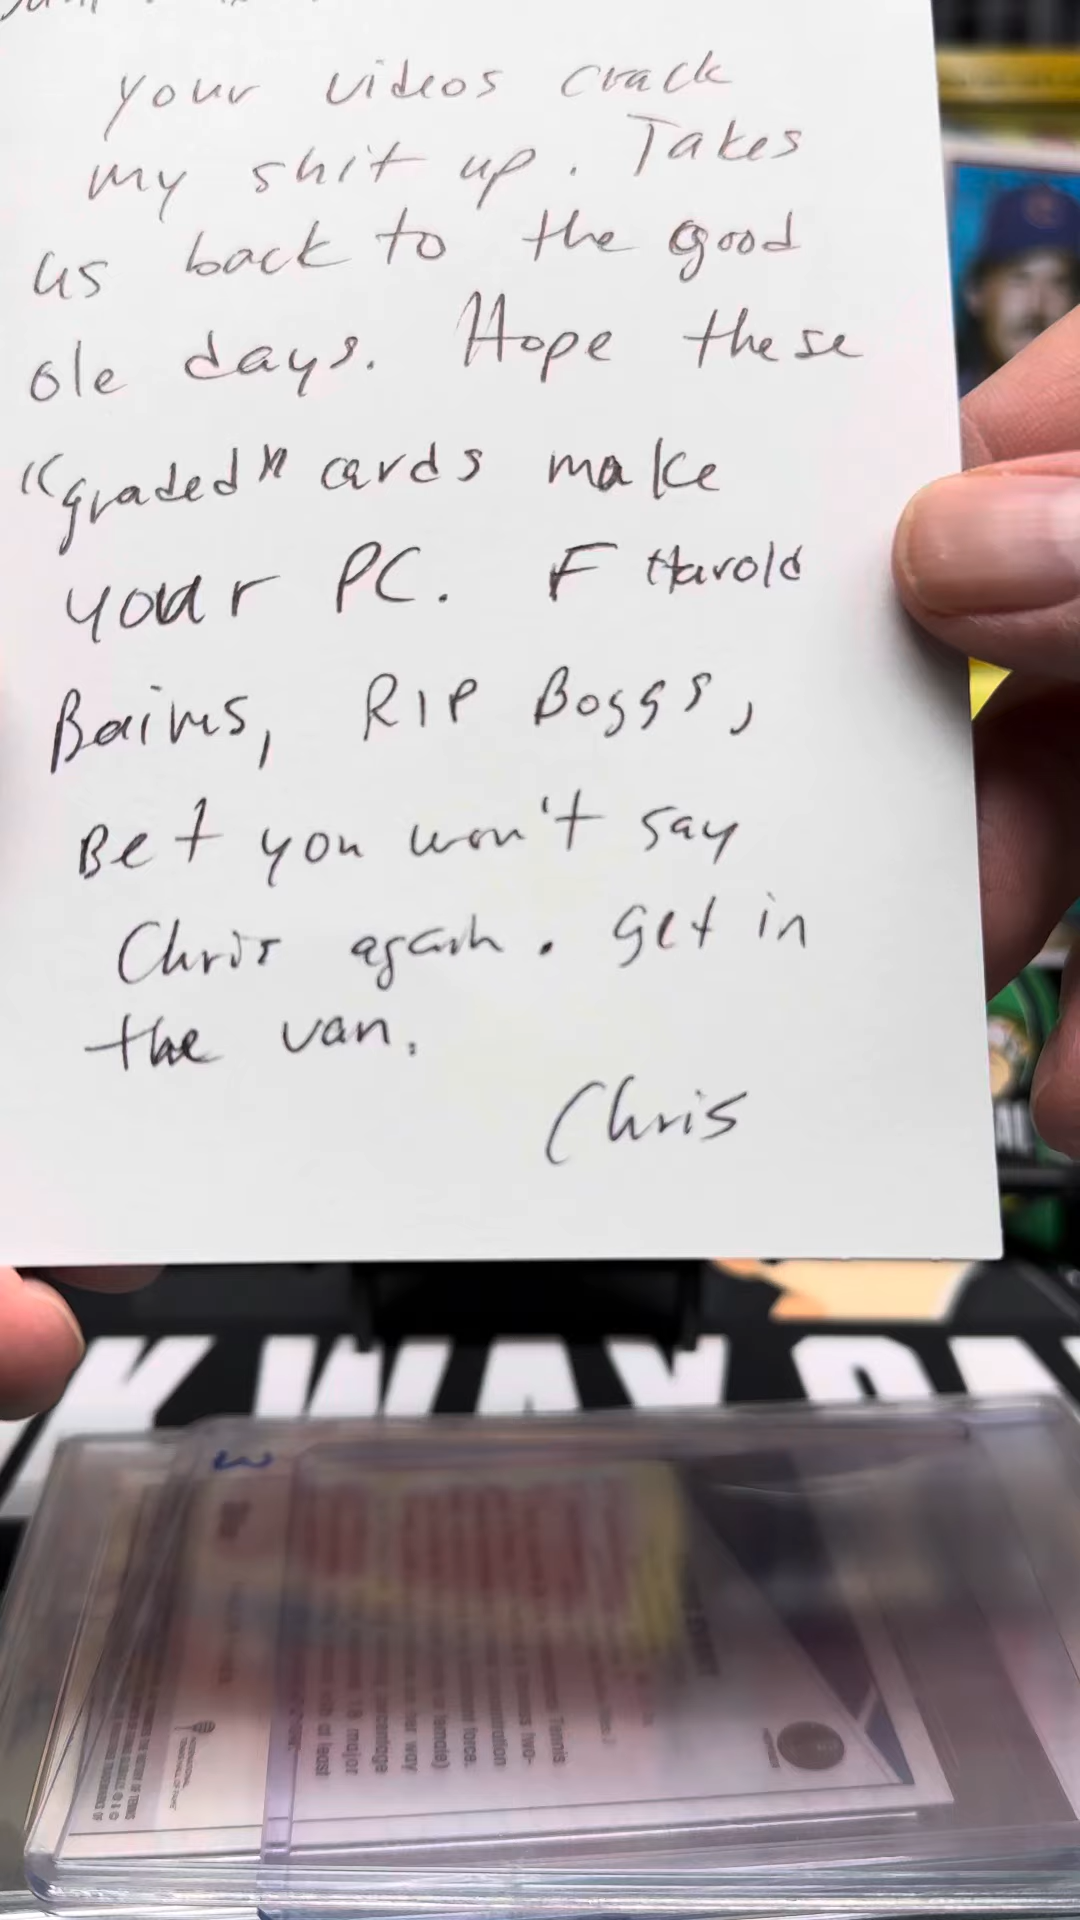 your videos crack
my shit up. Takes
us back to the good
ole days. Hope these
"graded" cards make
your PC. F Harold
Bains, RIP Boggs,
Bet you won't say
Chris again. get in
the van.
Chris
WAY